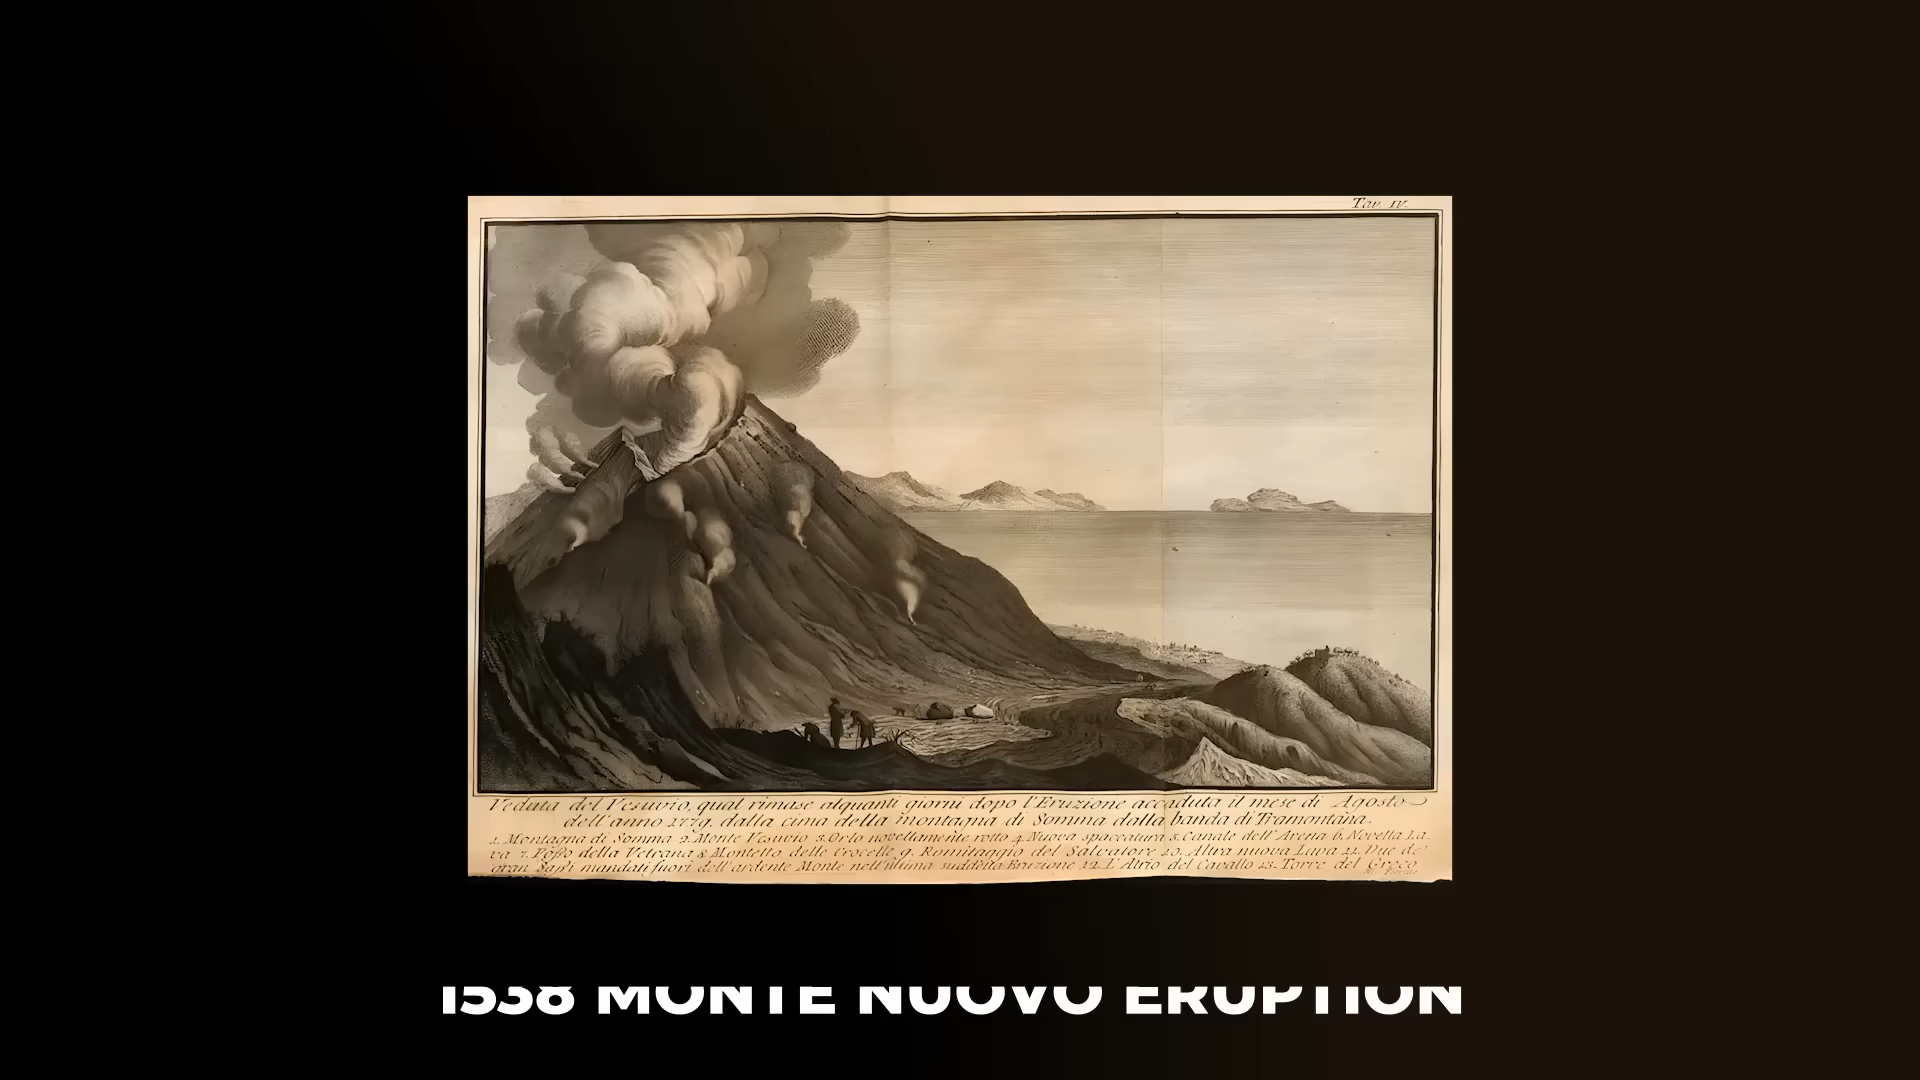 Tav. IV.
Veduta del Vesuvio, qual rimase alquanti giorni dopo l'Eruzione accaduta il mese di Agosto
dell'anno 1779. dalla cima della montagna di Somma dalla banda di Tramontana.
1. Montagna di Somma 2. Monte Vesuvio 3. Orlo novellamente rotto 4. Nuova spaccatura 5. Canale dell'Arena 6. Novella La-
va 7. Fosso della Vetrana 8. Montetto delle Crocelle 9. Romitaggio del Salvatore 10. Altra nuova Lava 11. Due de'
gran Sassi mandati fuori dall'ardente Monte nell'ultima suddetta Eruzione 12. L'Atrio del Cavallo 13. Torre del Greco
1538 MONTE NUOVO ERUPTION